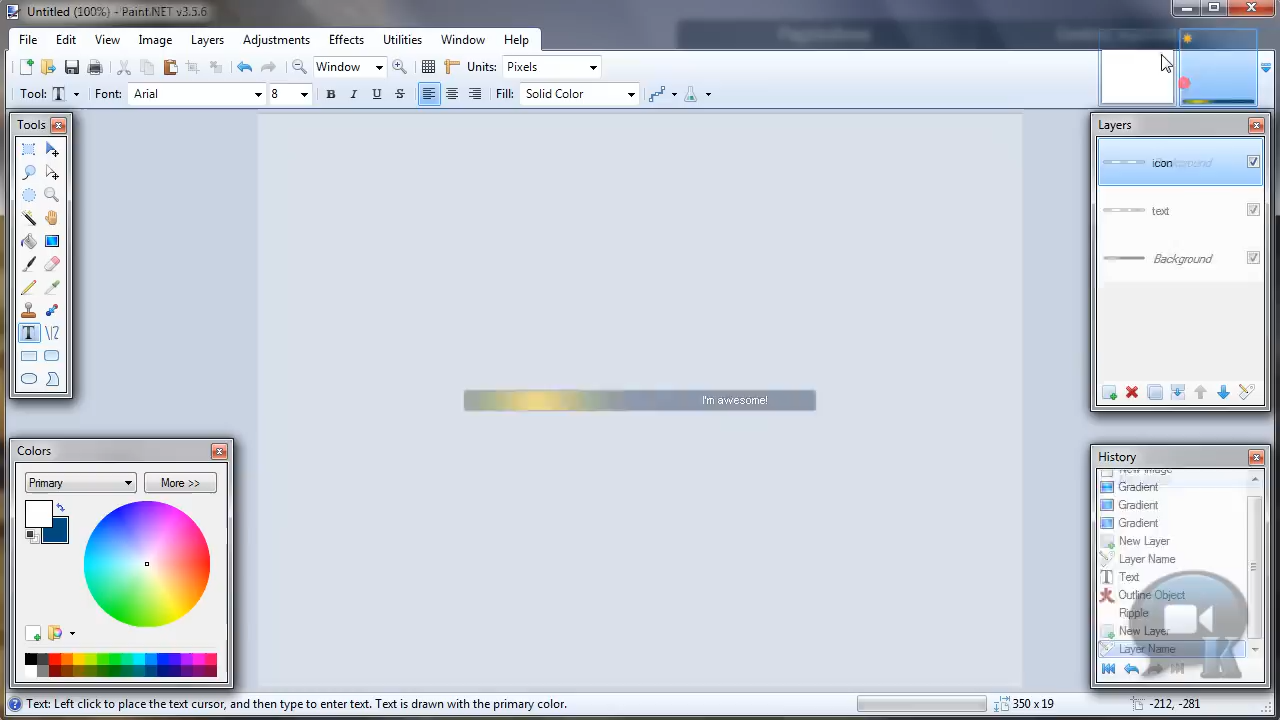 Untitled (100%) - Paint.NET v3.5.6
File Edit View Image Layers Adjustments Effects Utilities Window Help
Window Units: Pixels
Tool: T Font: Arial 8 B I U S Fill: Solid Color
Tools
Layers
icon
text
Background
I'm awesome!
Colors
Primary More >>
History
New Image
Gradient
Gradient
Gradient
New Layer
Layer Name
Text
Outline Object
Ripple
New Layer
Layer Name
K
Text: Left click to place the text cursor, and then type to enter text. Text is drawn with the primary color. 350 x 19 -212, -281